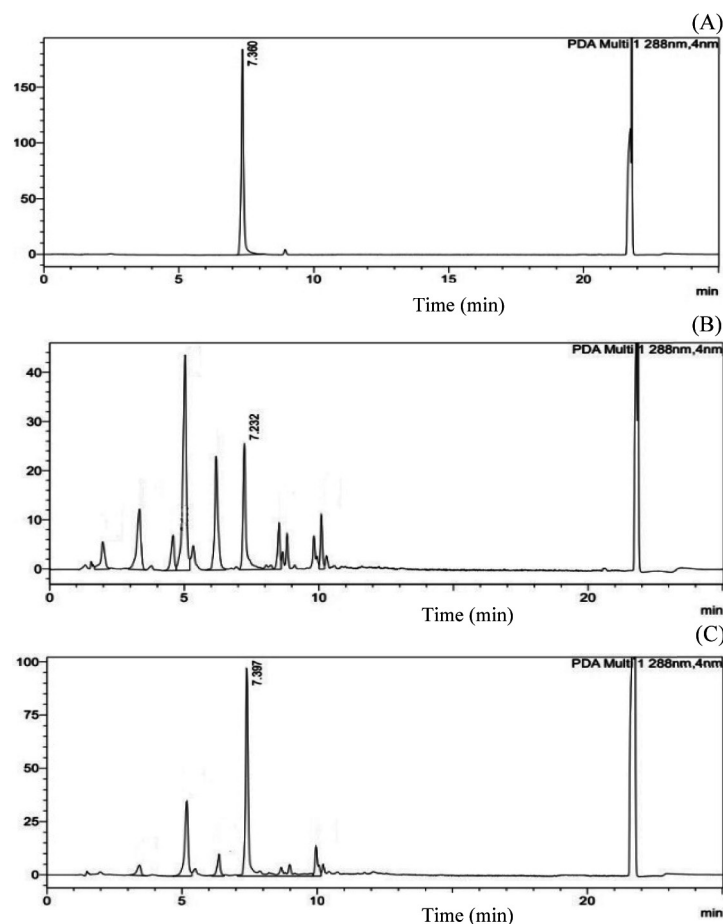 (A)
PDA Multi 1 288nm,4nm
7.360
150
100
50
0
0 5 10 15 20
min
Time (min)
(B)
PDA Multi 1 288nm,4nm
7.232
40
30
20
10
0
0 5 10 20
min
Time (min)
(C)
PDA Multi 1 288nm,4nm
7.397
100
75
50
25
0
0 5 10 20
min
Time (min)